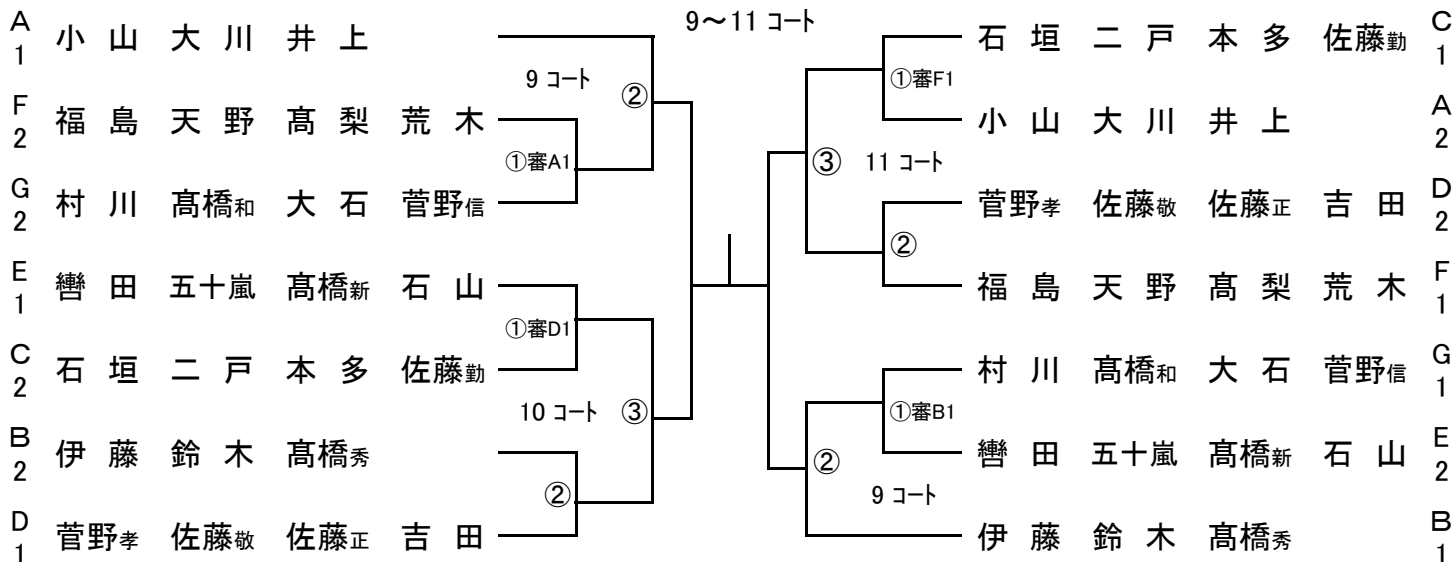 9～11 コート
A 1 小 山 大 川 井 上
9 コート ②
F 2 福 島 天 野 髙 梨 荒 木
①審A1
G 2 村 川 髙橋和 大 石 菅野信
E 1 轡 田 五十嵐 髙橋新 石 山
①審D1
C 2 石 垣 二 戸 本 多 佐藤勤
10 コート ③
B 2 伊 藤 鈴 木 髙橋秀
②
D 1 菅野孝 佐藤敬 佐藤正 吉 田
石 垣 二 戸 本 多 佐藤勤 C 1
①審F1
小 山 大 川 井 上 A 2
③ 11 コート
菅野孝 佐藤敬 佐藤正 吉 田 D 2
②
福 島 天 野 髙 梨 荒 木 F 1
村 川 髙橋和 大 石 菅野信 G 1
①審B1
轡 田 五十嵐 髙橋新 石 山 E 2
② 9 コート
伊 藤 鈴 木 髙橋秀 B 1